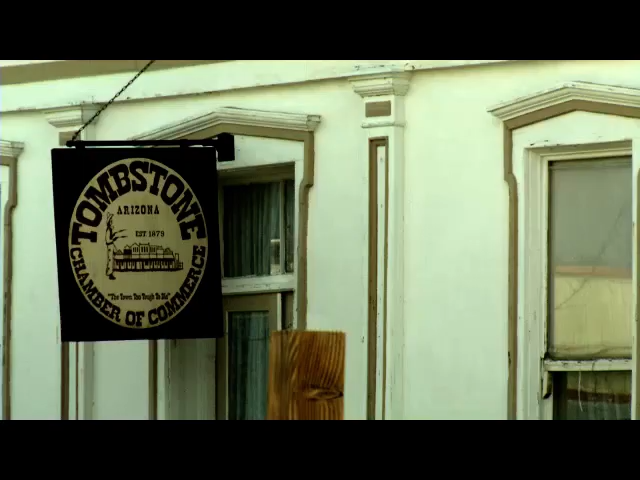 TOMBSTONE
ARIZONA
EST. 1879
"The Town Too Tough To Die"
CHAMBER OF COMMERCE